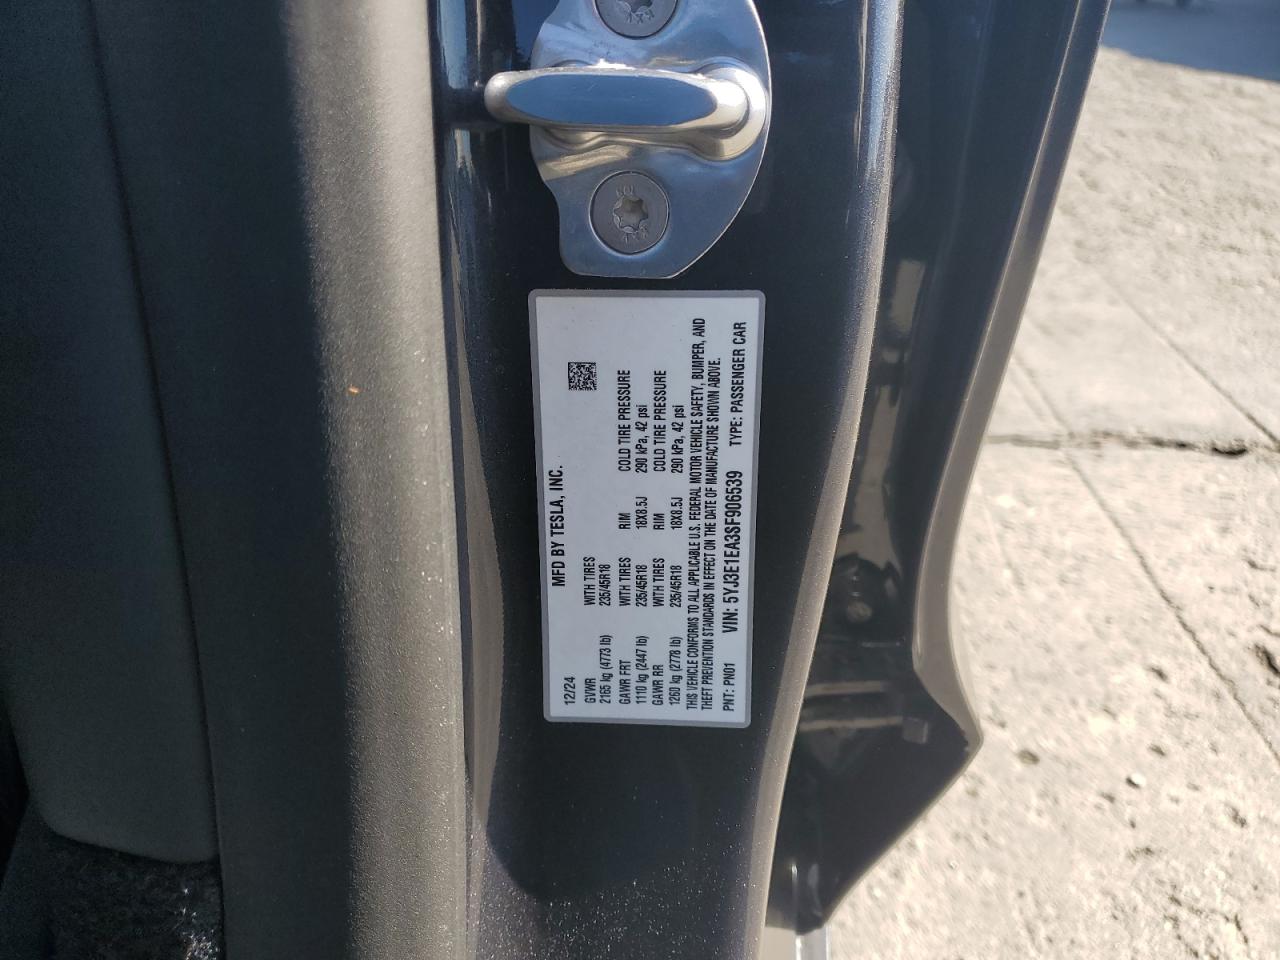 MFD BY TESLA, INC.
12/24
GVWR WITH TIRES
2165 kg (4773 lb) 235/45R18
GAWR FRT WITH TIRES RIM COLD TIRE PRESSURE
1110 kg (2447 lb) 235/45R18 18X8.5J 290 kPa, 42 psi
GAWR RR WITH TIRES RIM COLD TIRE PRESSURE
1260 kg (2778 lb) 235/45R18 18X8.5J 290 kPa, 42 psi
THIS VEHICLE CONFORMS TO ALL APPLICABLE U.S. FEDERAL MOTOR VEHICLE SAFETY, BUMPER, AND
THEFT PREVENTION STANDARDS IN EFFECT ON THE DATE OF MANUFACTURE SHOWN ABOVE.
PNT: PN01 VIN: 5YJ3E1EA3SF906539 TYPE: PASSENGER CAR